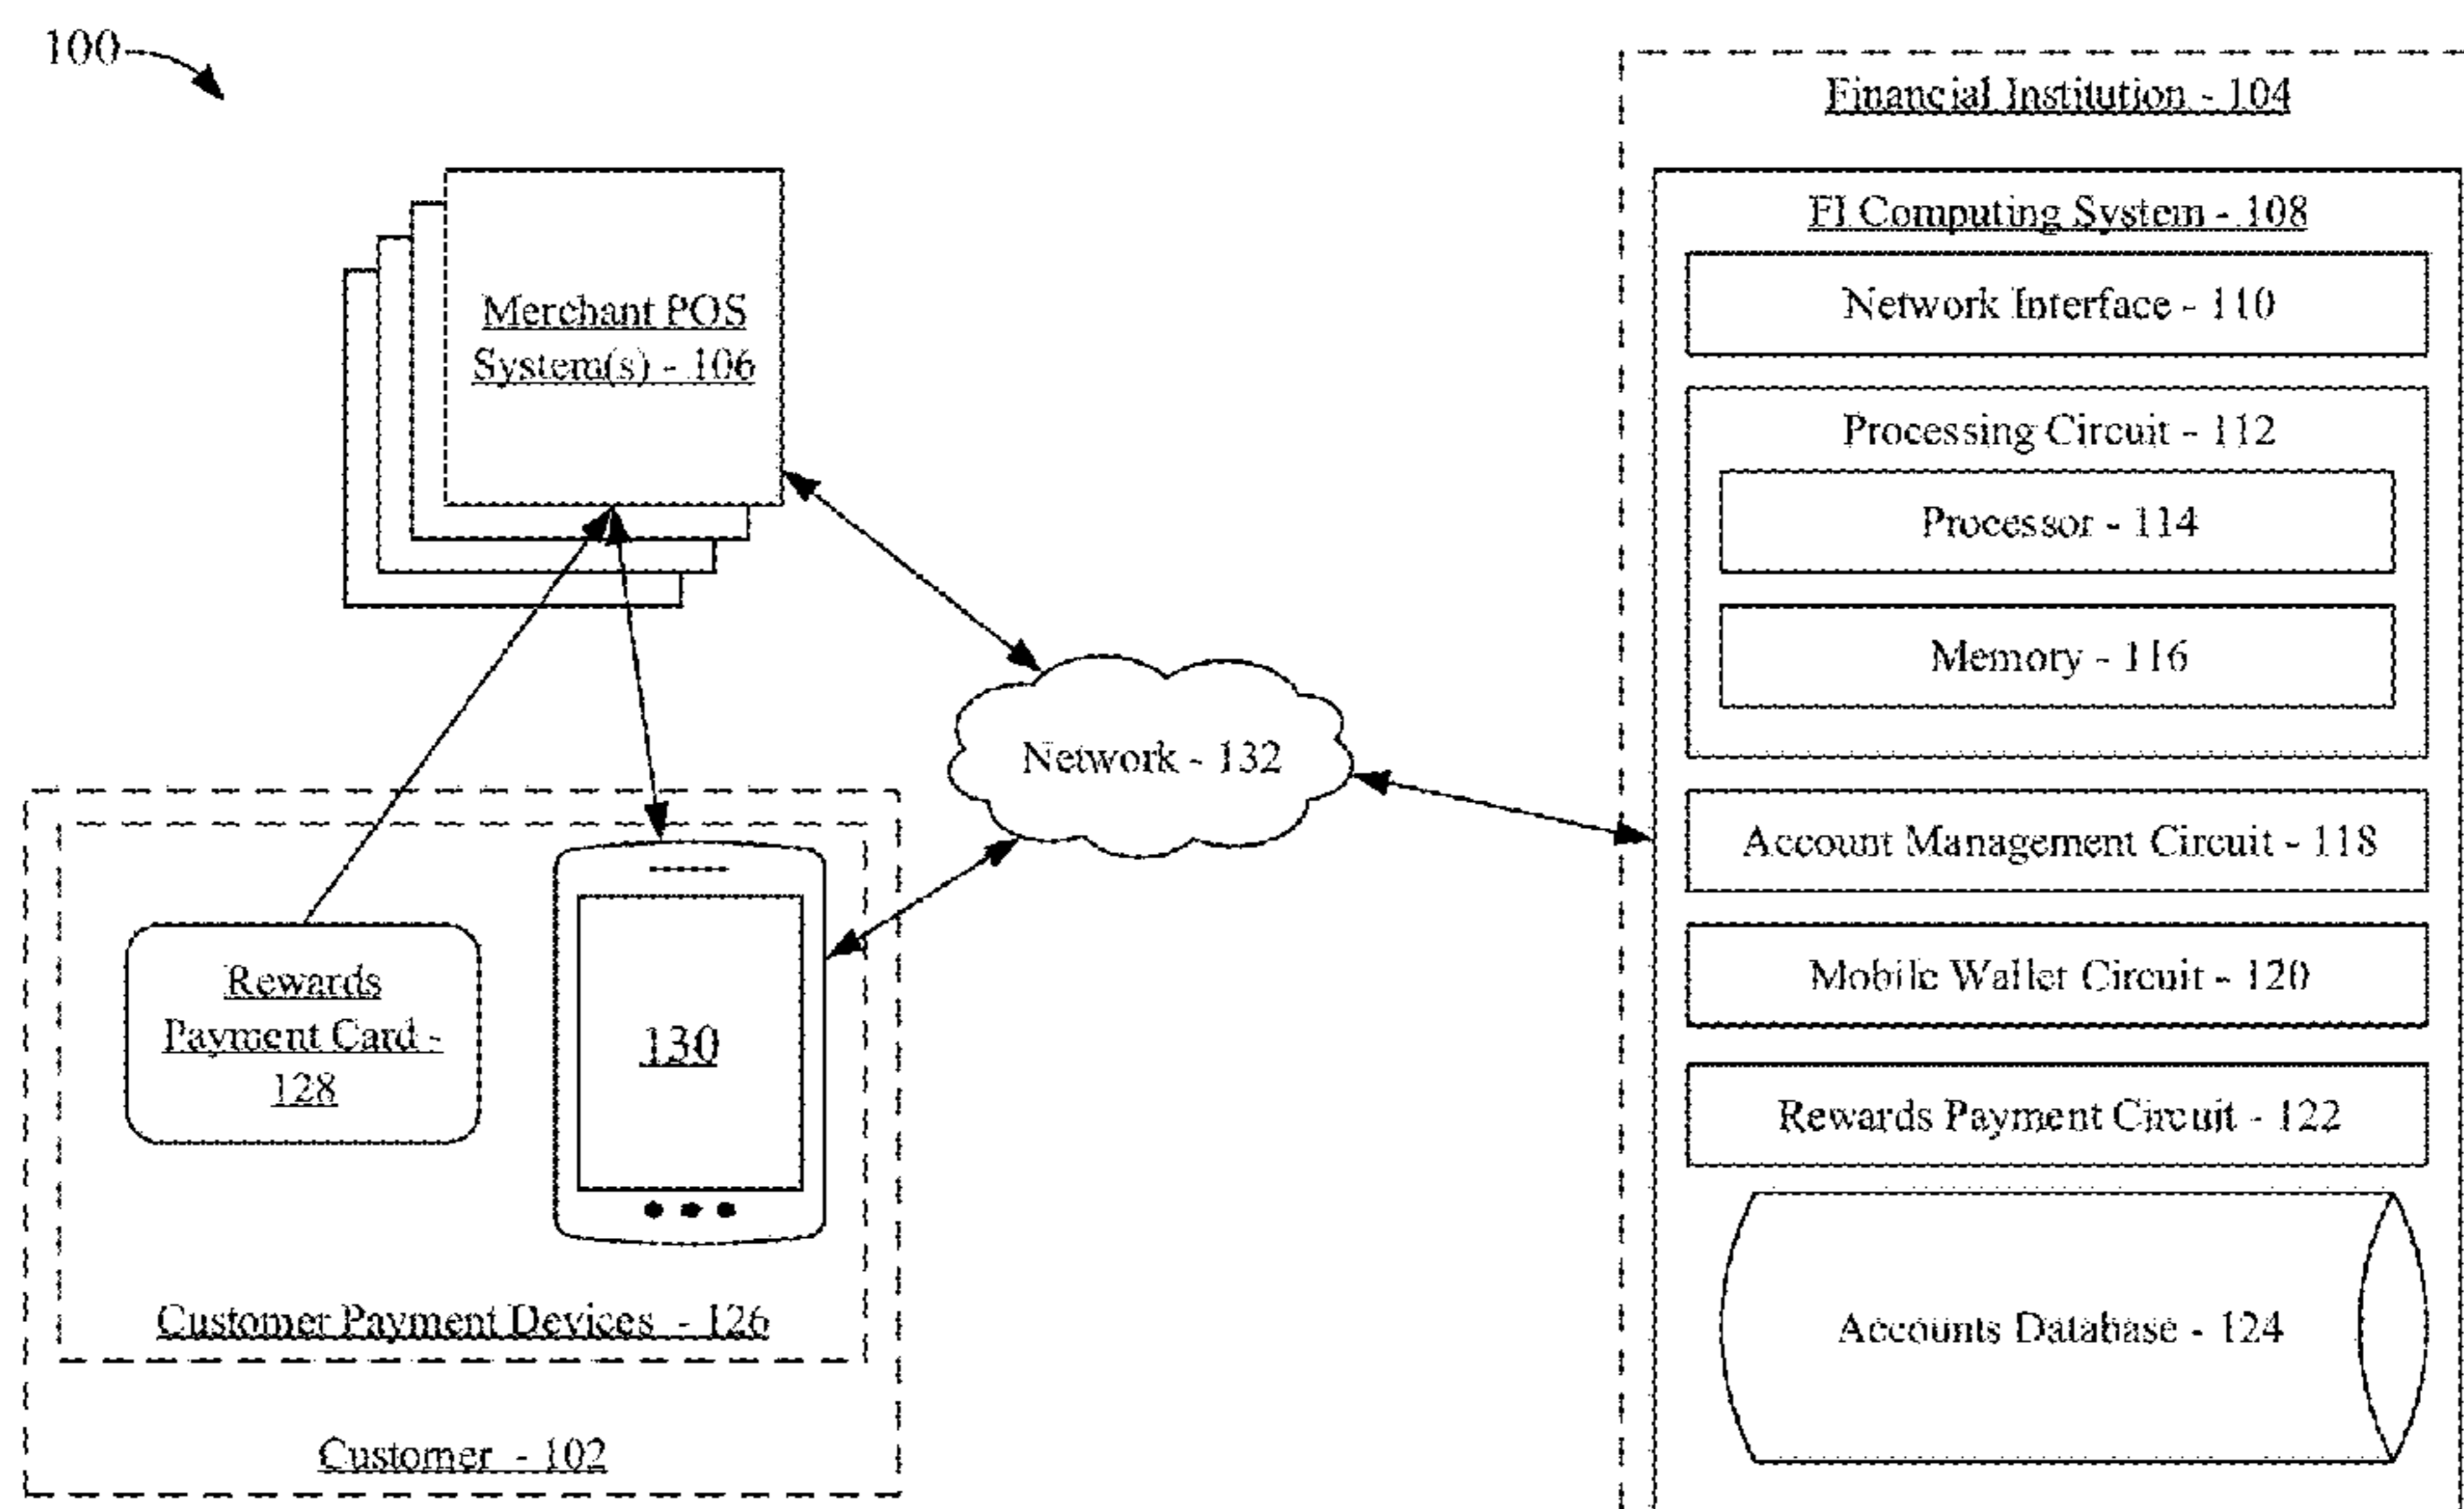 100
Financial Institution - 104
FI Computing System - 108
Network Interface - 110
Processing Circuit - 112
Processor - 114
Memory - 116
Account Management Circuit - 118
Mobile Wallet Circuit - 120
Rewards Payment Circuit - 122
Accounts Database - 124
Merchant POS
System(s) - 106
Network - 132
Rewards
Payment Card -
128
130
Customer Payment Devices - 126
Customer - 102